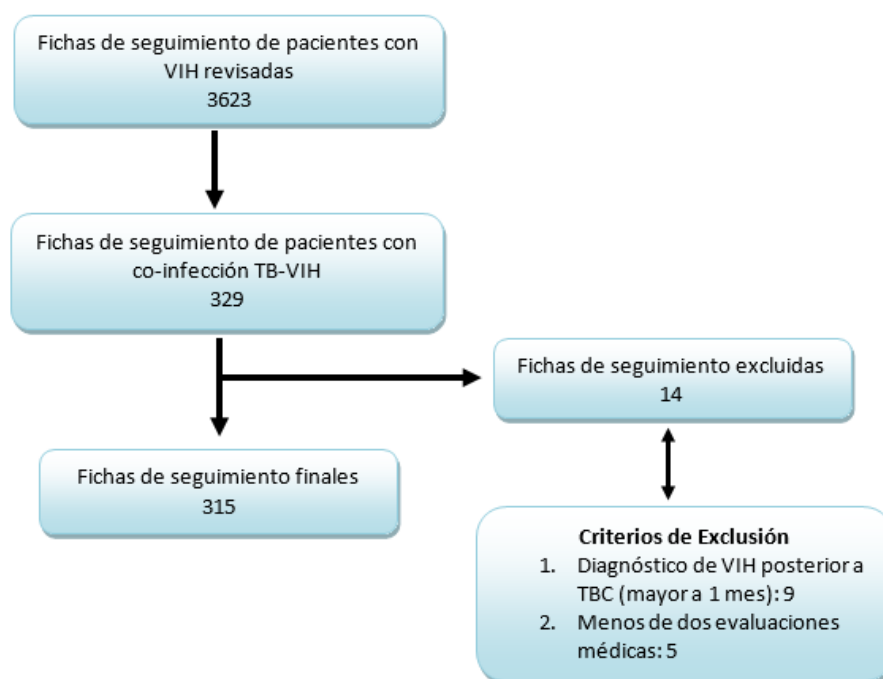 Fichas de seguimiento de pacientes con
VIH revisadas
3623
Fichas de seguimiento de pacientes con
co-infección TB-VIH
329
Fichas de seguimiento excluidas
14
Fichas de seguimiento finales
315
Criterios de Exclusión
1. Diagnóstico de VIH posterior a
TBC (mayor a 1 mes): 9
2. Menos de dos evaluaciones
médicas: 5